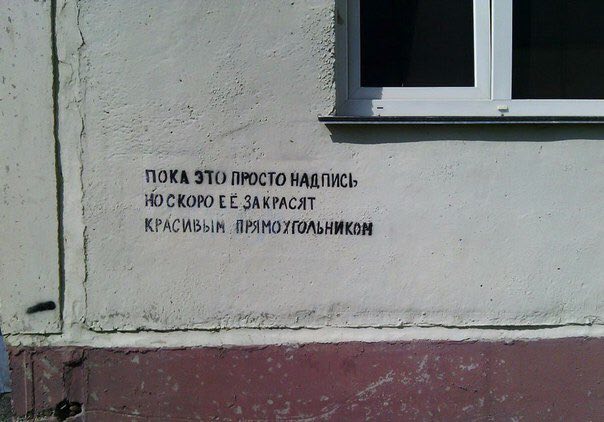 ПОКА ЭТО ПРОСТО НАДПИСЬ
НО СКОРО ЕЁ ЗАКРАСЯТ
КРАСИВЫМ ПРЯМОУГОЛЬНИКОМ